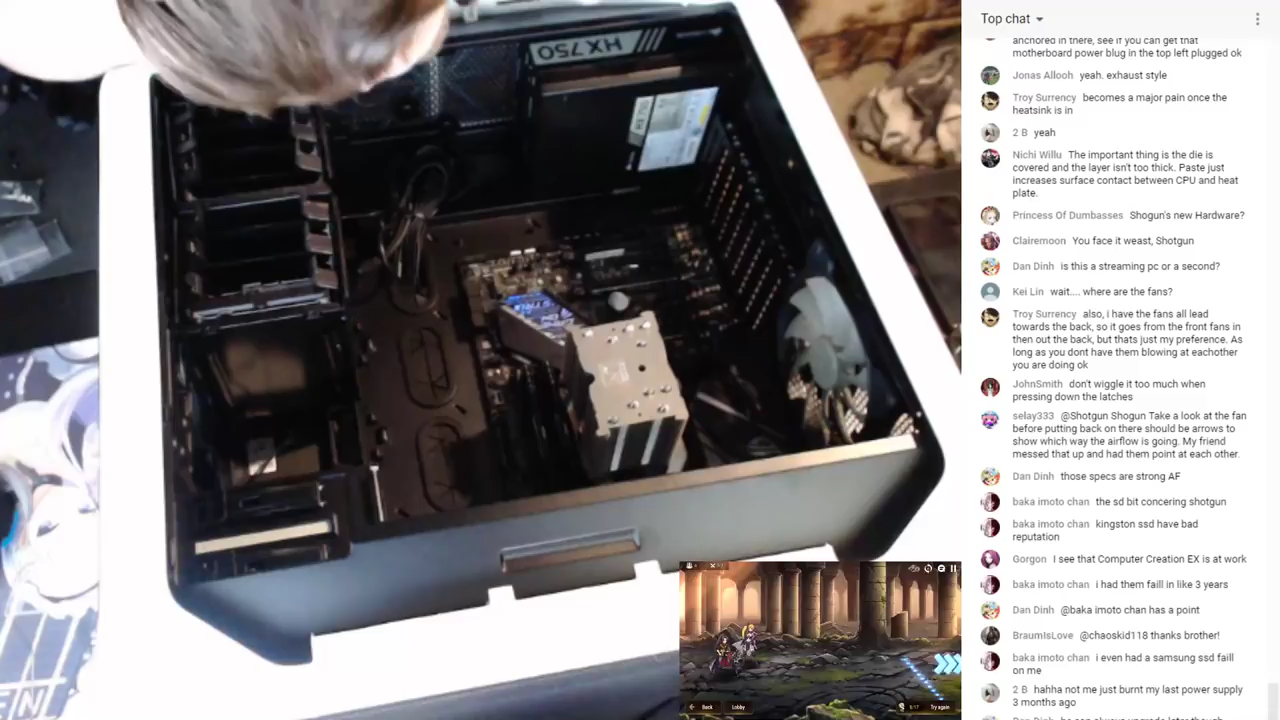 HX750
Top chat
anchored in there, see if you can get that
motherboard power blug in the top left plugged ok
Jonas Allooh yeah. exhaust style
Troy Surrency becomes a major pain once the
heatsink is in
2 B yeah
Nichi Willu The important thing is the die is
covered and the layer isn't too thick. Paste just
increases surface contact between CPU and heat
plate.
Princess Of Dumbasses Shogun's new Hardware?
Clairemoon You face it weast, Shotgun
Dan Dinh is this a streaming pc or a second?
Kei Lin wait.... where are the fans?
Troy Surrency also, i have the fans all lead
towards the back, so it goes from the front fans in
then out the back, but thats just my preference. As
long as you dont have them blowing at eachother
you are doing ok
JohnSmith don't wiggle it too much when
pressing down the latches
selay333 @Shotgun Shogun Take a look at the fan
before putting back on there should be arrows to
show which way the airflow is going. My friend
messed that up and had them point at each other.
Dan Dinh those specs are strong AF
baka imoto chan the sd bit concering shotgun
baka imoto chan kingston ssd have bad
reputation
Gorgon I see that Computer Creation EX is at work
baka imoto chan i had them faill in like 3 years
Dan Dinh @baka imoto chan has a point
BraumIsLove @chaoskid118 thanks brother!
baka imoto chan i even had a samsung ssd faill
on me
2 B hahha not me just burnt my last power supply
3 months ago
Back Lobby Try again